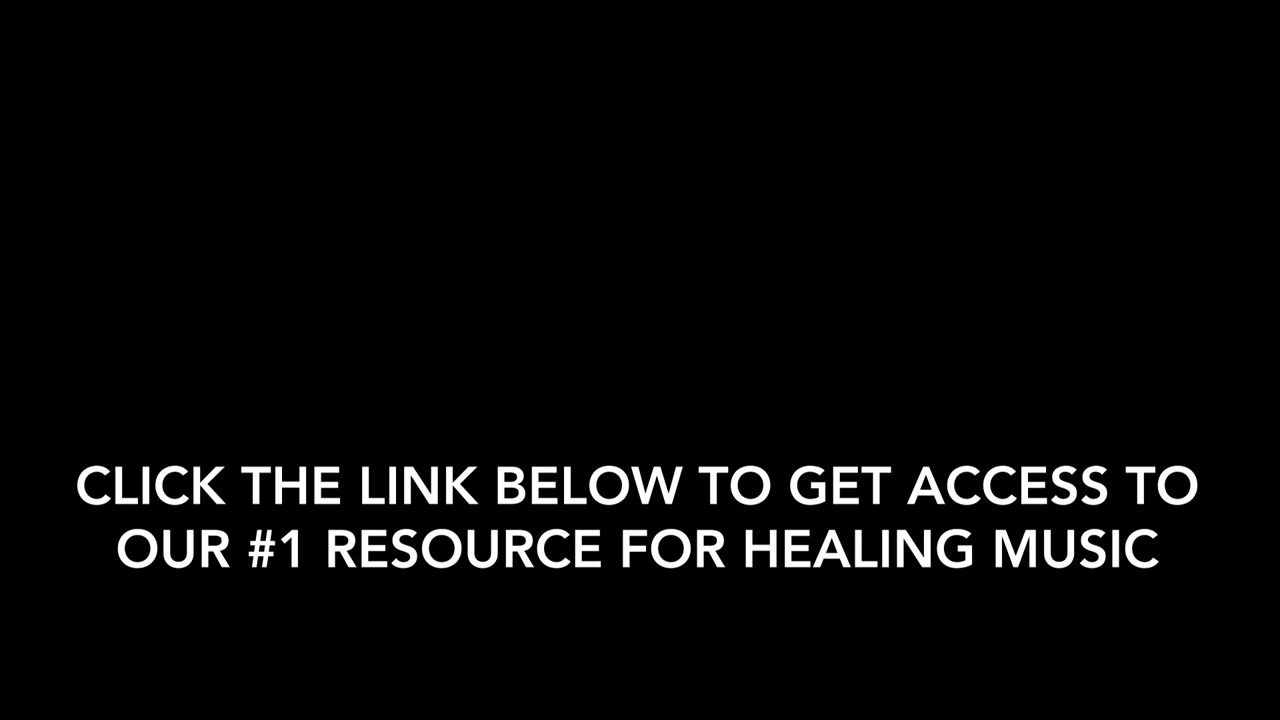 CLICK THE LINK BELOW TO GET ACCESS TO
OUR #1 RESOURCE FOR HEALING MUSIC